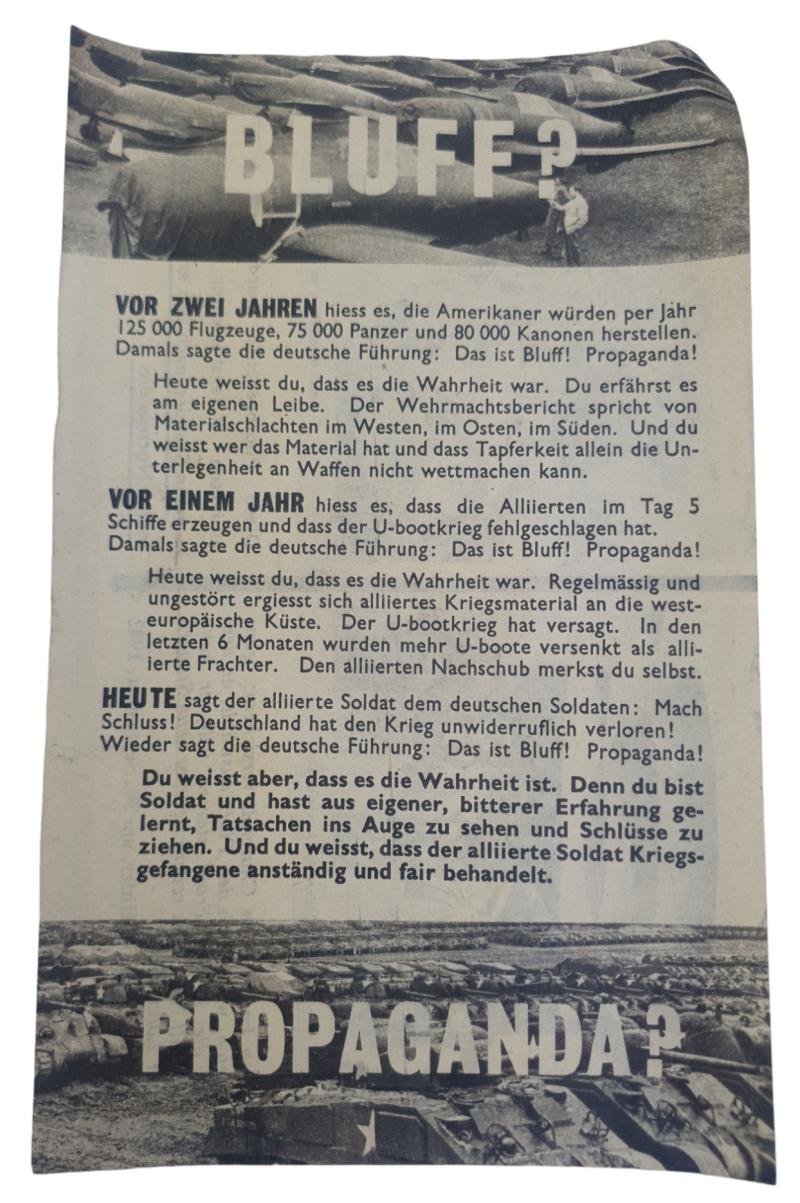 BLUFF?
VOR ZWEI JAHREN hiess es, die Amerikaner würden per Jahr
125 000 Flugzeuge, 75 000 Panzer und 80 000 Kanonen herstellen.
Damals sagte die deutsche Führung: Das ist Bluff! Propaganda!
Heute weisst du, dass es die Wahrheit war. Du erfährst es
am eigenen Leibe. Der Wehrmachtsbericht spricht von
Materialschlachten im Westen, im Osten, im Süden. Und du
weisst wer das Material hat und dass Tapferkeit allein die Un-
terlegenheit an Waffen nicht wettmachen kann.
VOR EINEM JAHR hiess es, dass die Alliierten im Tag 5
Schiffe erzeugen und dass der U-bootkrieg fehlgeschlagen hat.
Damals sagte die deutsche Führung: Das ist Bluff! Propaganda!
Heute weisst du, dass es die Wahrheit war. Regelmässig und
ungestört ergiesst sich alliiertes Kriegsmaterial an die west-
europäische Küste. Der U-bootkrieg hat versagt. In den
letzten 6 Monaten wurden mehr U-boote versenkt als alli-
ierte Frachter. Den alliierten Nachschub merkst du selbst.
HEUTE sagt der alliierte Soldat dem deutschen Soldaten: Mach
Schluss! Deutschland hat den Krieg unwiderruflich verloren!
Wieder sagt die deutsche Führung: Das ist Bluff! Propaganda!
Du weisst aber, dass es die Wahrheit ist. Denn du bist
Soldat und hast aus eigener, bitterer Erfahrung ge-
lernt, Tatsachen ins Auge zu sehen und Schlüsse zu
ziehen. Und du weisst, dass der alliierte Soldat Kriegs-
gefangene anständig und fair behandelt.
PROPAGANDA?